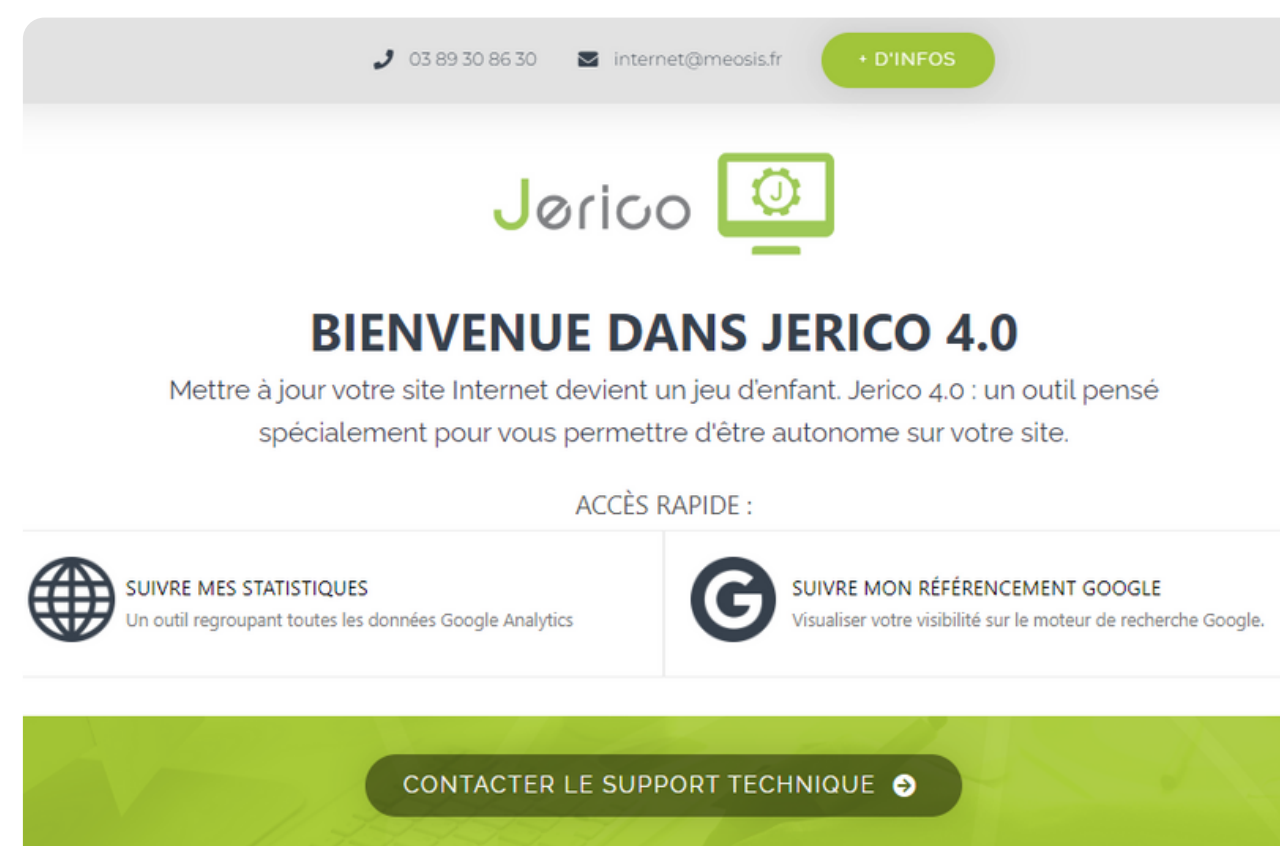 03 89 30 86 30 internet@meosis.fr + D'INFOS
Jerico J
BIENVENUE DANS JERICO 4.0
Mettre à jour votre site Internet devient un jeu d'enfant. Jerico 4.0 : un outil pensé
spécialement pour vous permettre d'être autonome sur votre site.
ACCÈS RAPIDE :
SUIVRE MES STATISTIQUES
Un outil regroupant toutes les données Google Analytics
G
SUIVRE MON RÉFÉRENCEMENT GOOGLE
Visualiser votre visibilité sur le moteur de recherche Google.
CONTACTER LE SUPPORT TECHNIQUE